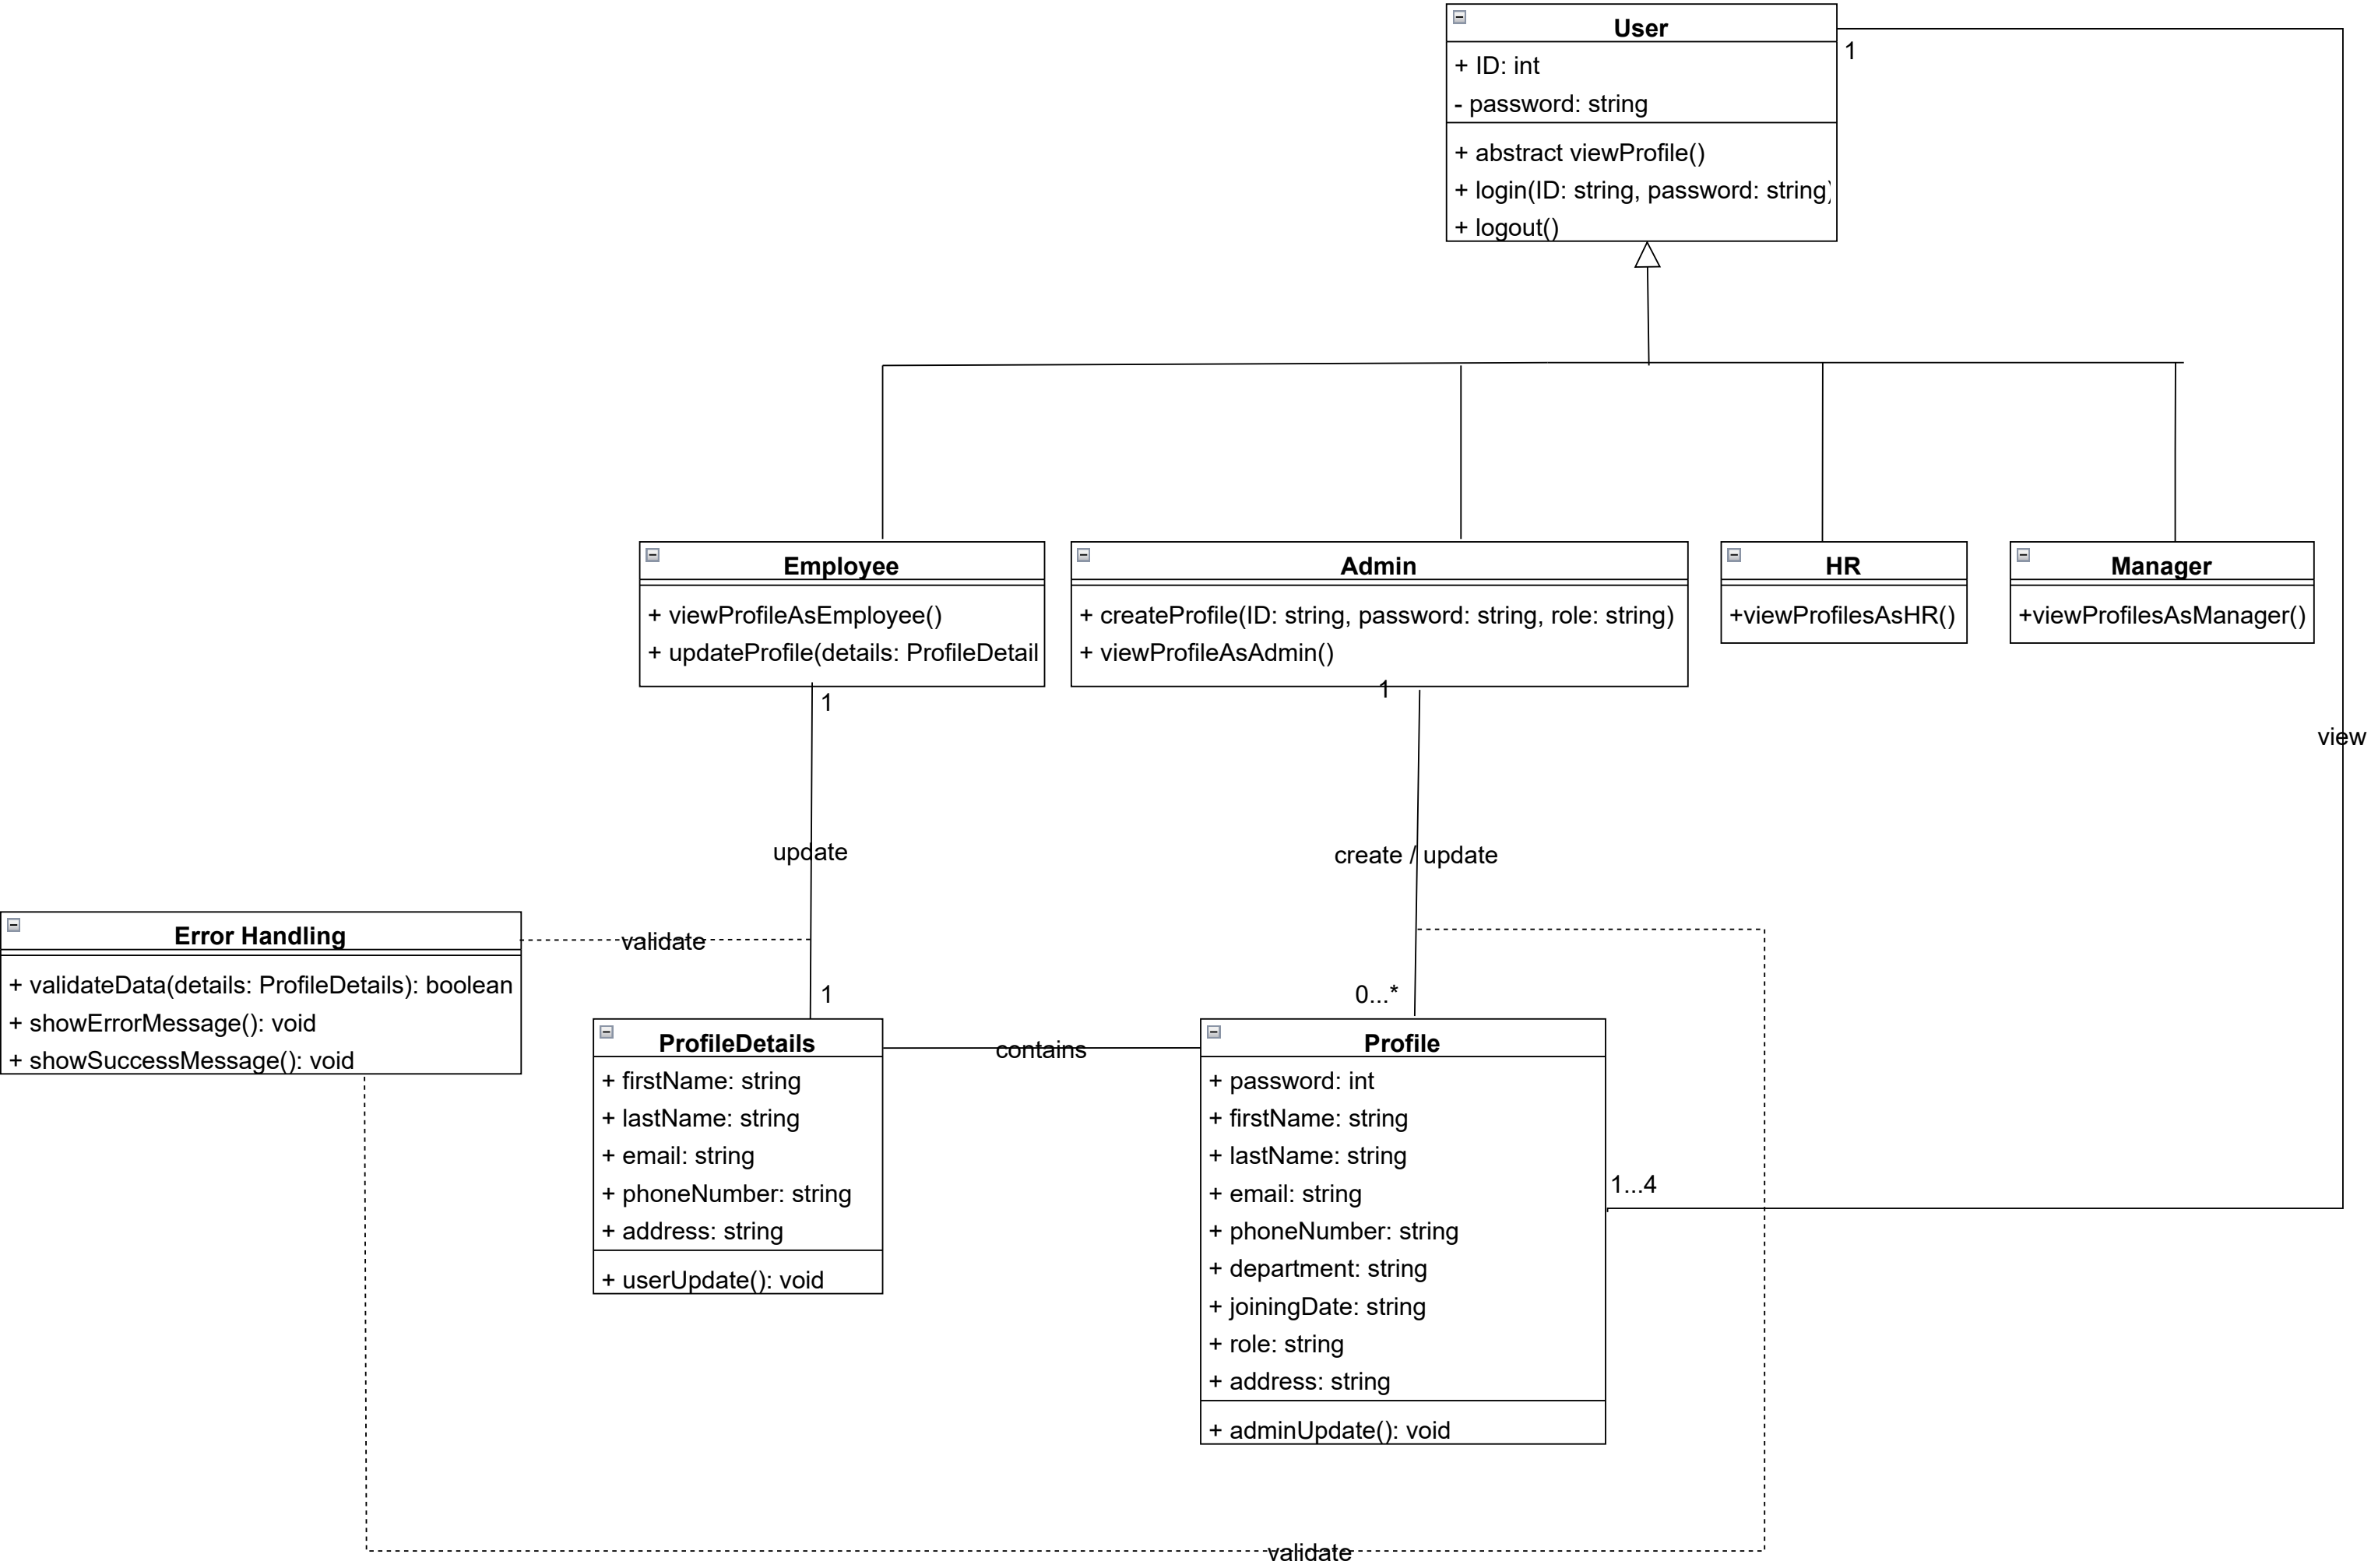 User
+ ID: int
- password: string
+ abstract viewProfile()
+ login(ID: string, password: string)
+ logout()
1
Employee
+ viewProfileAsEmployee()
+ updateProfile(details: ProfileDetail
1
Admin
+ createProfile(ID: string, password: string, role: string)
+ viewProfileAsAdmin()
1
HR
+viewProfilesAsHR()
Manager
+viewProfilesAsManager()
view
update
create / update
Error Handling
+ validateData(details: ProfileDetails): boolean
+ showErrorMessage(): void
+ showSuccessMessage(): void
validate
1
0...*
ProfileDetails
+ firstName: string
+ lastName: string
+ email: string
+ phoneNumber: string
+ address: string
+ userUpdate(): void
contains
Profile
+ password: int
+ firstName: string
+ lastName: string
+ email: string
+ phoneNumber: string
+ department: string
+ joiningDate: string
+ role: string
+ address: string
+ adminUpdate(): void
1...4
validate